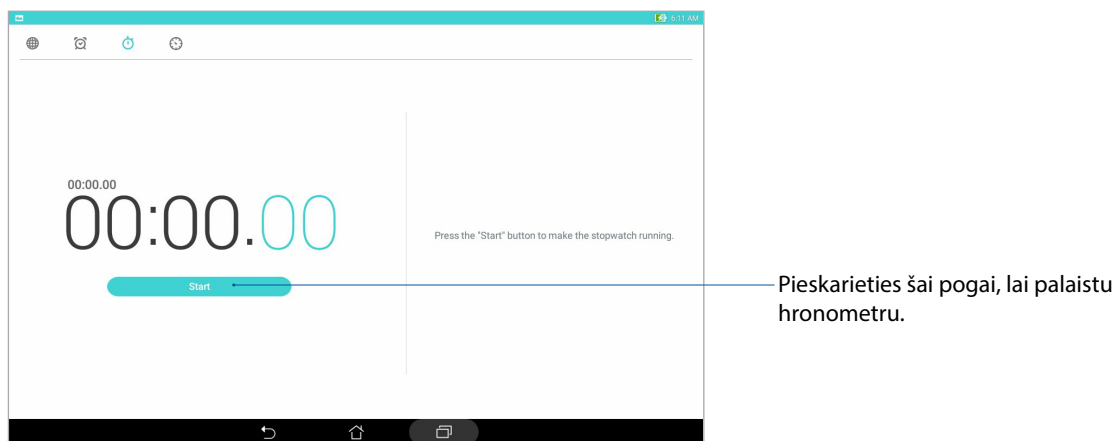 6:11 AM
00:00.00
00:00.00
Press the "Start" button to make the stopwatch running.
Start
Pieskarieties šai pogai, lai palaistu
hronometru.